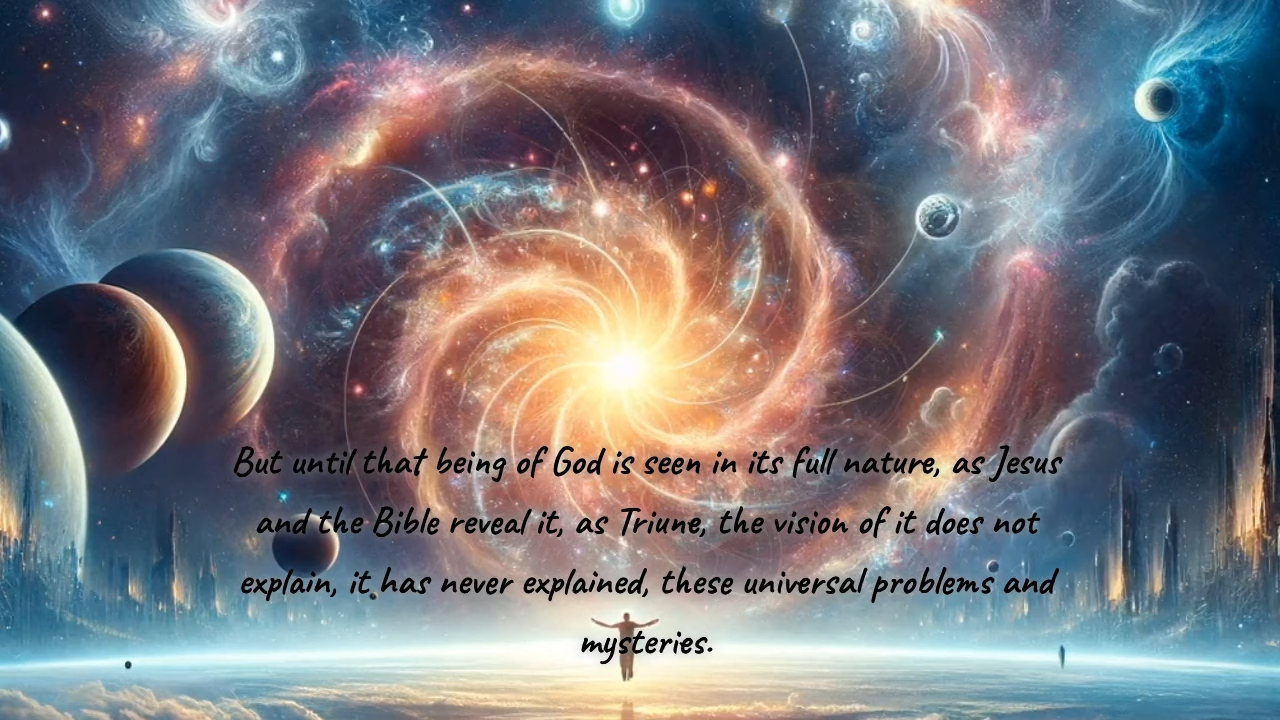 But until that being of God is seen in its full nature, as Jesus
and the Bible reveal it, as Triune, the vision of it does not
explain, it has never explained, these universal problems and
mysteries.